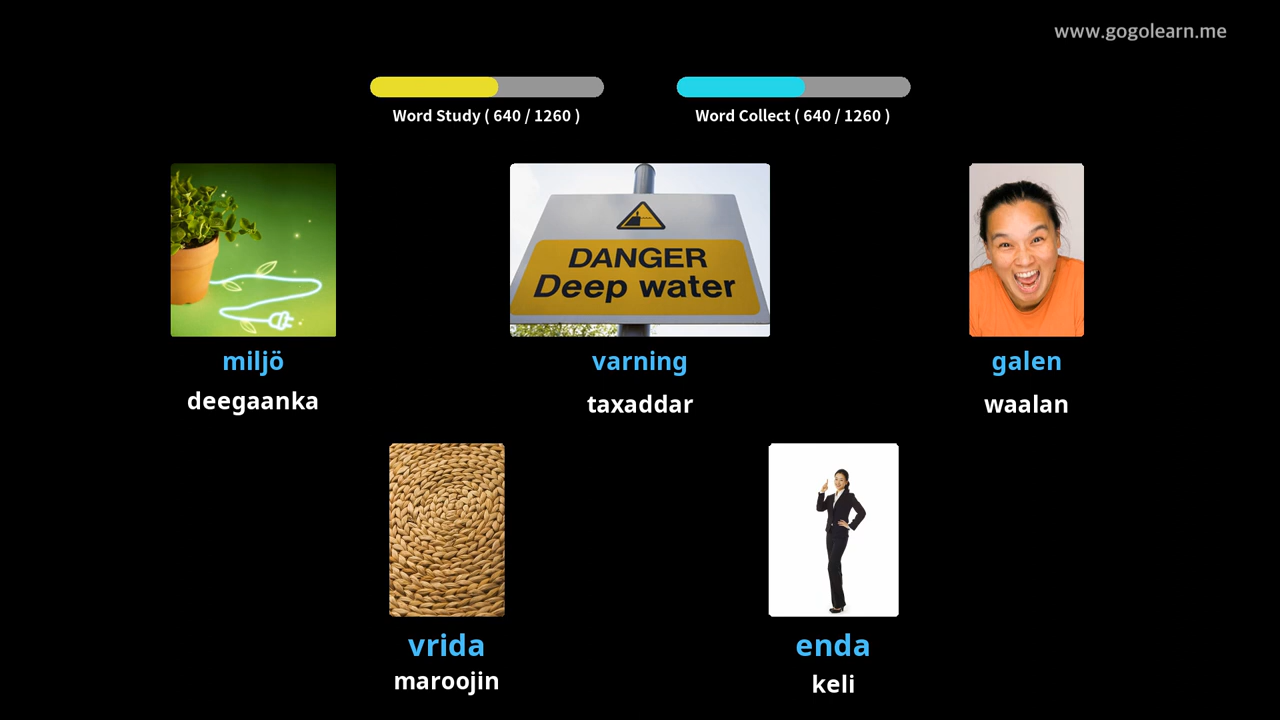 www.gogolearn.me
Word Study ( 640 / 1260 )
Word Collect ( 640 / 1260 )
DANGER
Deep water
miljö
varning
galen
deegaanka
taxaddar
waalan
vrida
enda
maroojin
keli